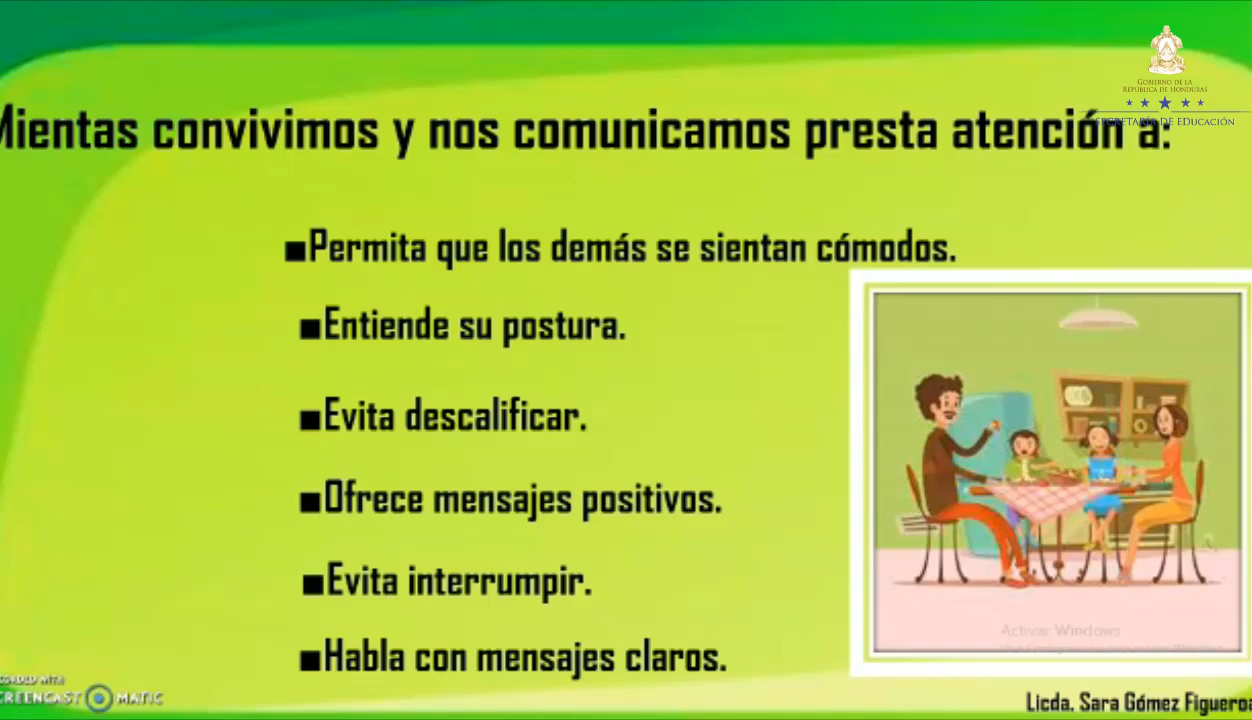 GOBIERNO DE LA
REPÚBLICA DE HONDURAS
SECRETARÍA DE EDUCACIÓN
Mientas convivimos y nos comunicamos presta atención a:
■Permita que los demás se sientan cómodos.
■Entiende su postura.
■Evita descalificar.
■Ofrece mensajes positivos.
■Evita interrumpir.
■Habla con mensajes claros.
Activar Windows
SCREENCAST MATIC
Licda. Sara Gómez Figueroa